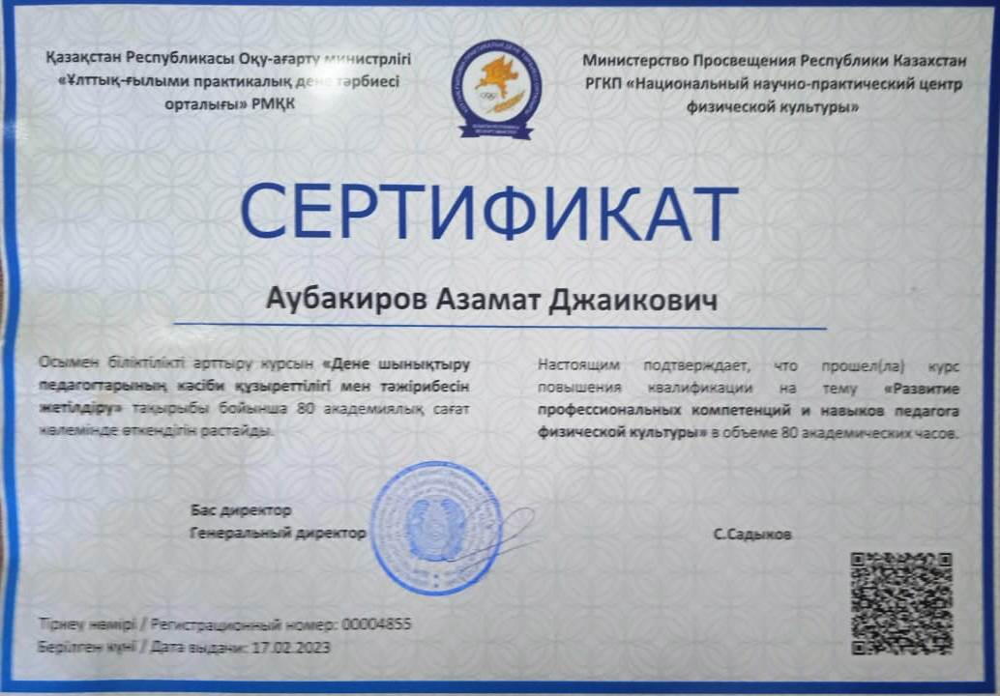 Қазақстан Республикасы Оқу-ағарту министрлігі
«Ұлттық-ғылыми практикалық дене тәрбиесі
орталығы» РМҚК
Министерство Просвещения Республики Казахстан
РГКП «Национальный научно-практический центр
физической культуры»
СЕРТИФИКАТ
Аубакиров Азамат Джаикович
Осымен біліктілікті арттыру курсын «Дене шынықтыру
педагогтарының кәсіби құзыреттілігі мен тәжірибесін
жетілдіру» тақырыбы бойынша 80 академиялық сағат
көлемінде өткендігін растайды.
Настоящим подтверждает, что прошел(ла) курс
повышения квалификации на тему «Развитие
профессиональных компетенций и навыков педагога
физической культуры» в объеме 80 академических часов.
Бас директор
Генеральный директор
С.Садыков
Тіркеу нөмірі / Регистрационный номер: 00004855
Берілген күні / Дата выдачи: 17.02.2023